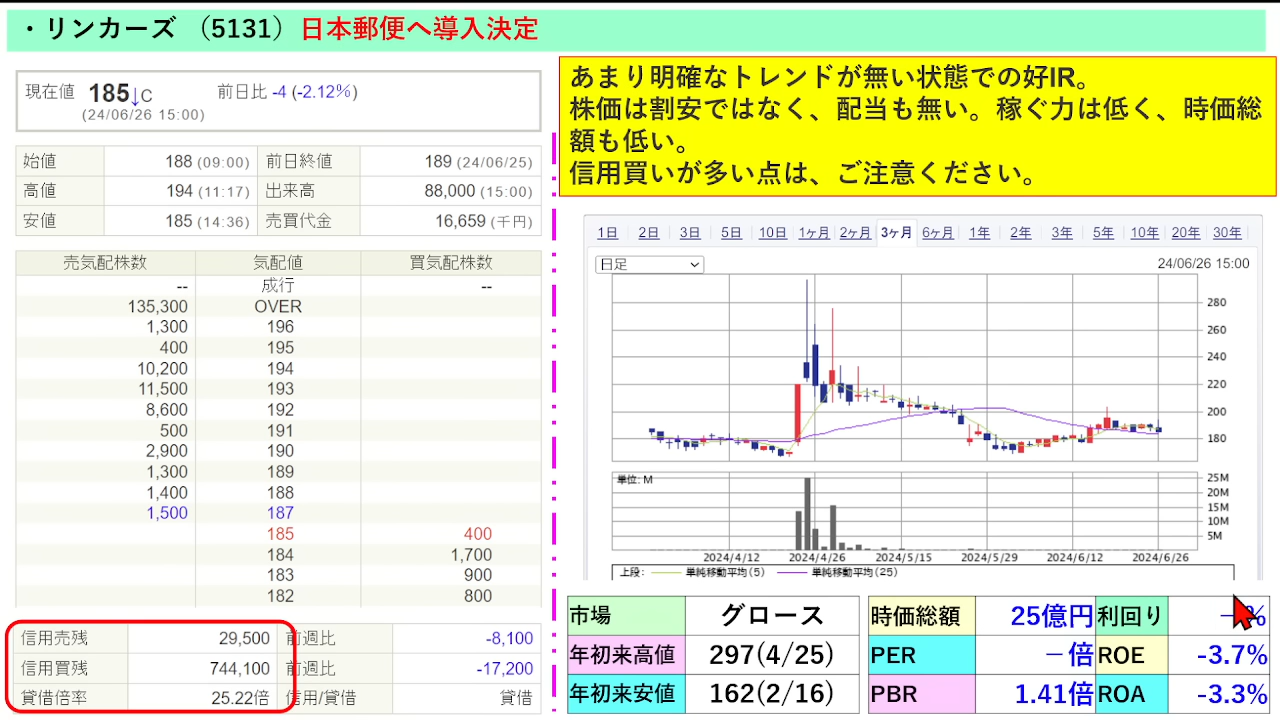 ・リンカーズ （5131）日本郵便へ導入決定
現在値 185↓C 前日比 -4 (-2.12%)
(24/06/26 15:00)
始値 188 (09:00) 前日終値 189 (24/06/25)
高値 194 (11:17) 出来高 88,000 (15:00)
安値 185 (14:36) 売買代金 16,659 (千円)
売気配株数 気配値 買気配株数
-- 成行 --
135,300 OVER
1,300 196
400 195
10,200 194
11,500 193
8,600 192
500 191
2,900 190
1,300 189
1,400 188
1,500 187
185 400
184 1,700
183 900
182 800
信用売残 29,500 前週比 -8,100
信用買残 744,100 前週比 -17,200
貸借倍率 25.22倍 信用/貸借 貸借
あまり明確なトレンドが無い状態での好IR。
株価は割安ではなく、配当も無い。稼ぐ力は低く、時価総
額も低い。
信用買いが多い点は、ご注意ください。
1日 2日 3日 5日 10日 1ヶ月 2ヶ月 3ヶ月 6ヶ月 1年 2年 3年 5年 10年 20年 30年
日足 24/06/26 15:00
280
260
240
220
200
180
単位: M
25M
20M
15M
10M
5M
2024/4/12 2024/4/26 2024/5/15 2024/5/29 2024/6/12 2024/6/26
上段: 単純移動平均(5) 単純移動平均(25)
市場 グロース 時価総額 25億円 利回り －%
年初来高値 297(4/25) PER －倍 ROE -3.7%
年初来安値 162(2/16) PBR 1.41倍 ROA -3.3%